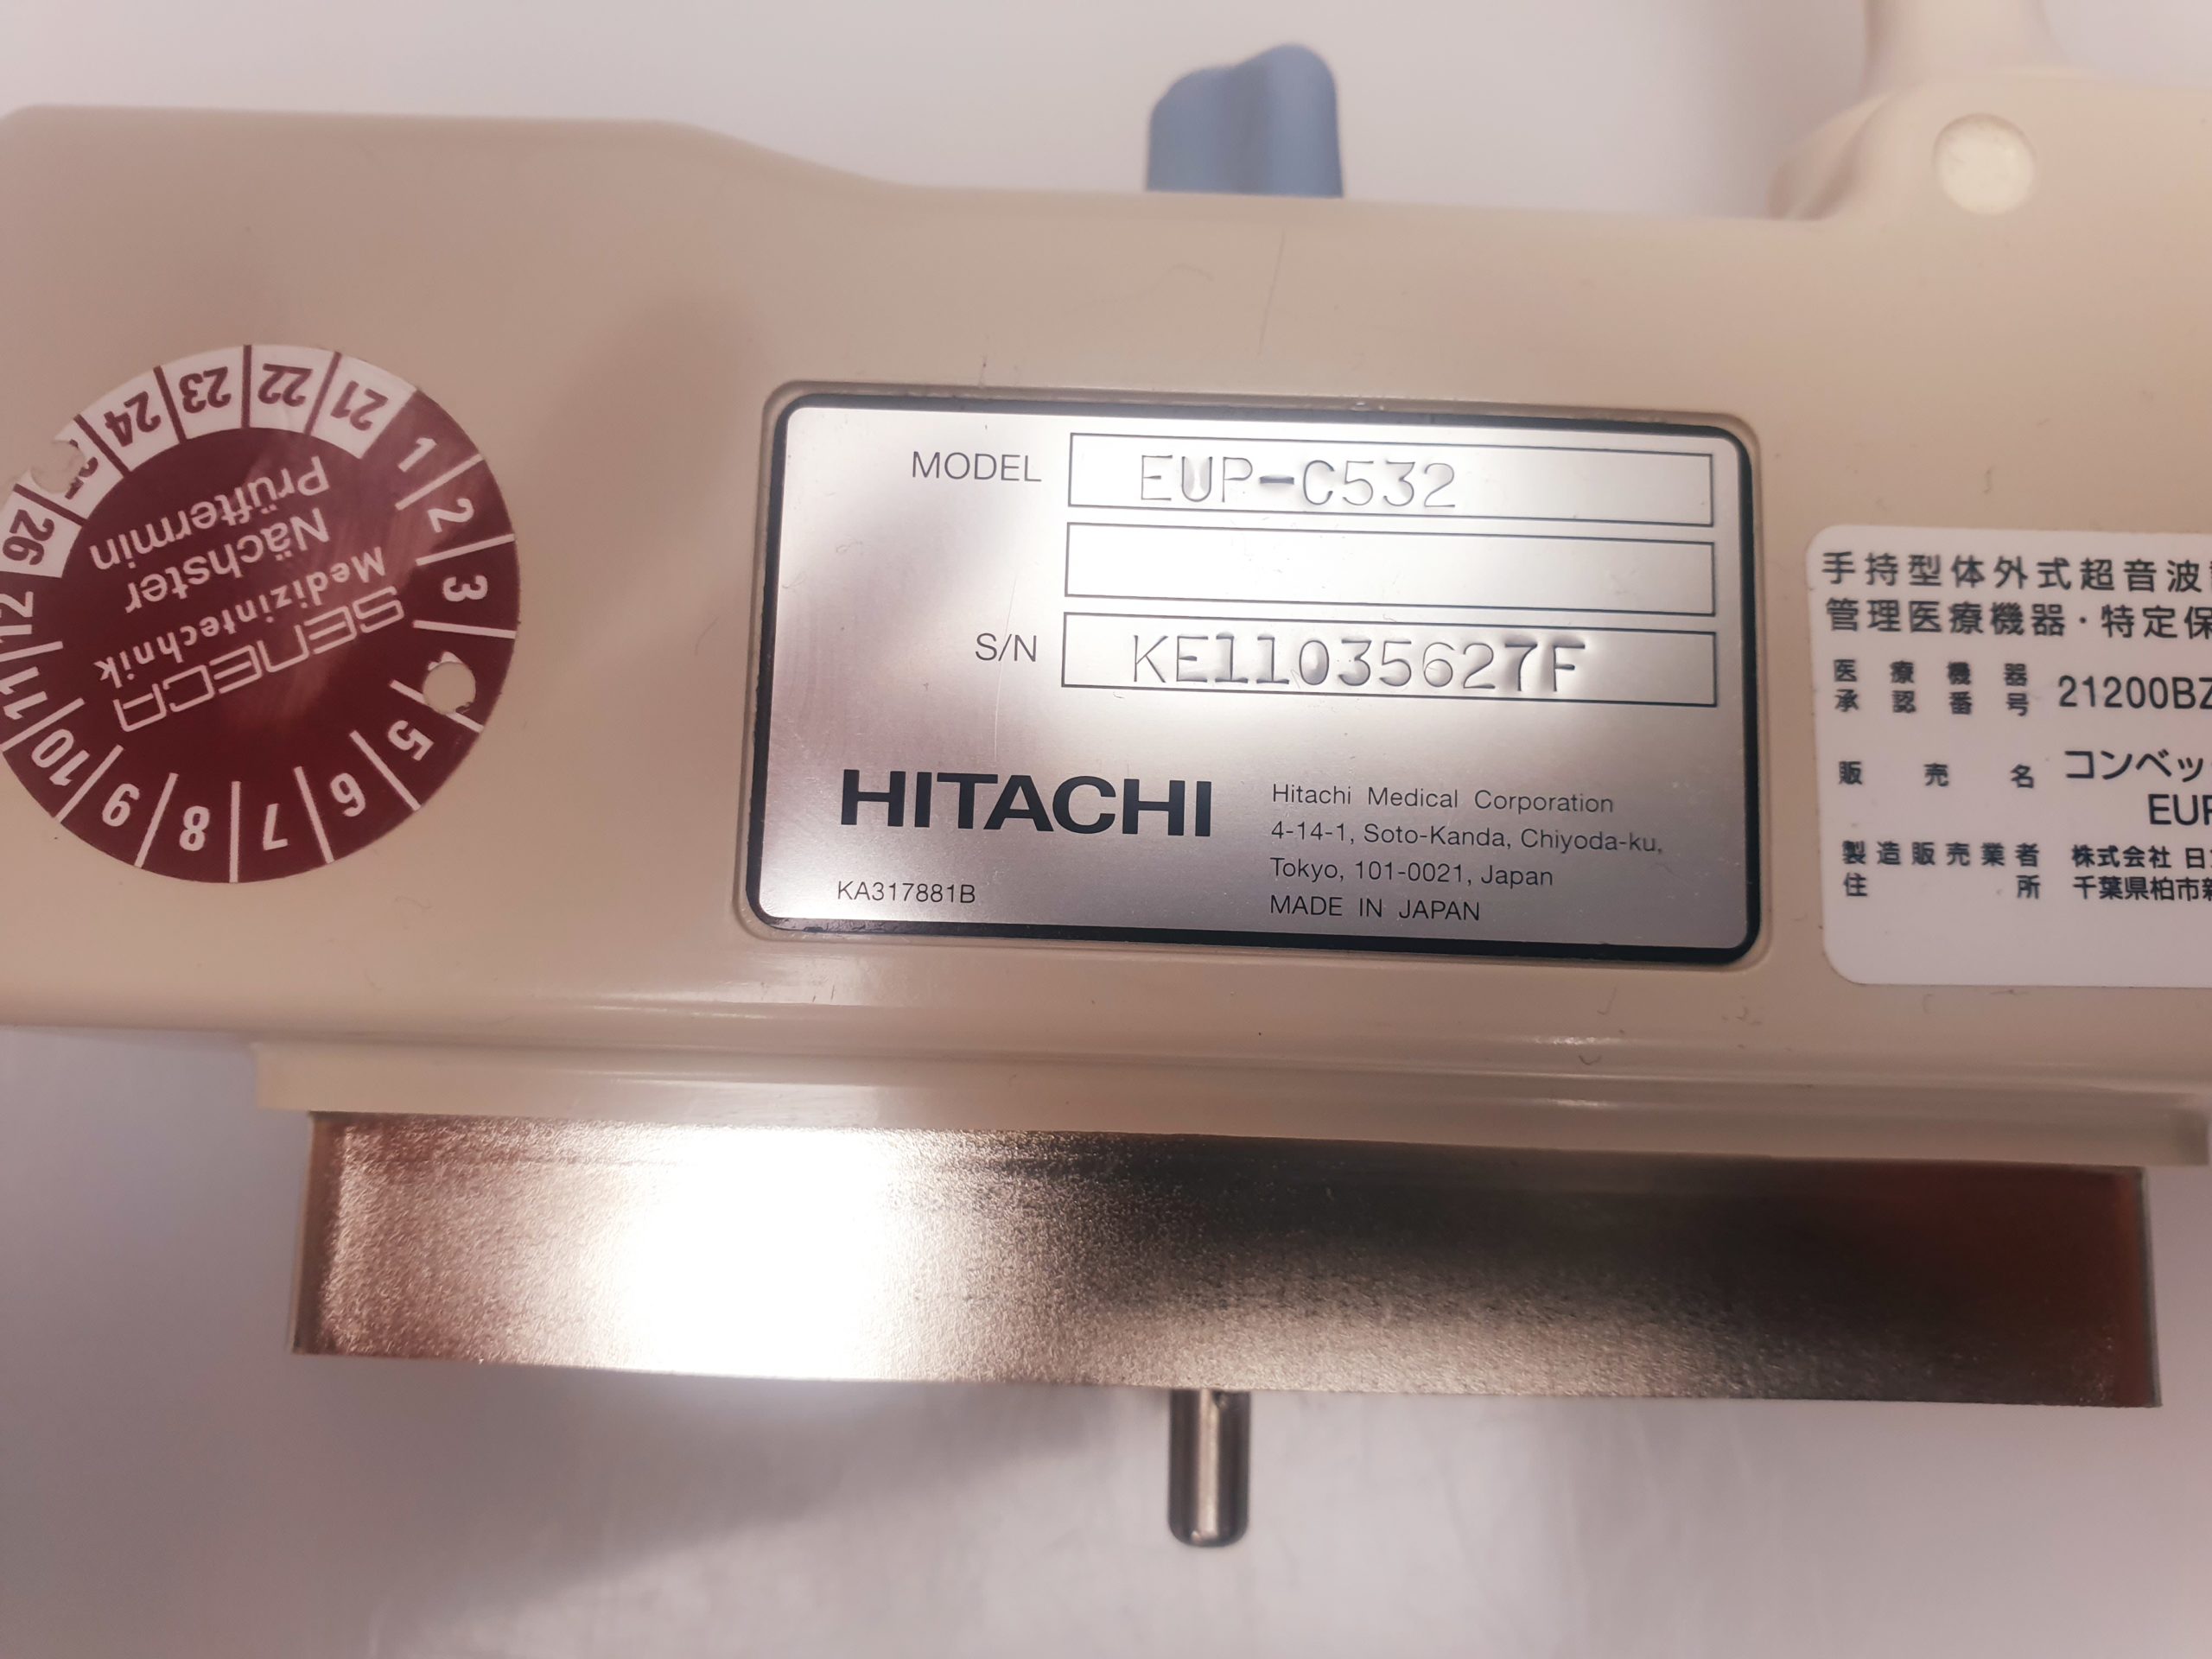 21
22
23
24
26
1
2
3
5
6
7
8
9
10
11
12
SENECA
Medizintechnik
Nächster
Prüftermin
MODEL EUP-C532
S/N KE11035627F
HITACHI
KA317881B
Hitachi Medical Corporation
4-14-1, Soto-Kanda, Chiyoda-ku,
Tokyo, 101-0021, Japan
MADE IN JAPAN
手持型体外式超音波
管理医療機器・特定保
医療機器
承認番号 21200BZ
販売名 コンベッ
EUP
製造販売業者 株式会社 日
住所 千葉県柏市新